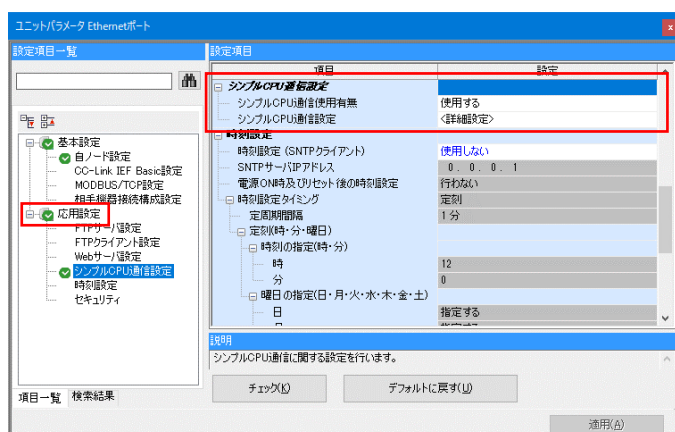 ユニットパラメータ Ethernetポート
設定項目一覧
基本設定
自ノード設定
CC-Link IEF Basic設定
MODBUS/TCP設定
相手機器接続構成設定
応用設定
FTPサーバ設定
FTPクライアント設定
Webサーバ設定
シンプルCPU通信設定
時刻設定
セキュリティ
項目一覧 検索結果
設定項目
項目 設定
シンプルCPU通信設定
シンプルCPU通信使用有無 使用する
シンプルCPU通信設定 <詳細設定>
時刻設定
時刻設定 (SNTPクライアント) 使用しない
SNTPサーバIPアドレス 0 . 0 . 0 . 1
電源ON時及びリセット後の時刻設定 行わない
時刻設定タイミング 定刻
定周期間隔 1 分
定刻(時・分・曜日)
時刻の指定(時・分)
時 12
分 0
曜日の指定(日・月・火・水・木・金・土)
日 指定する
説明
シンプルCPU通信に関する設定を行います。
チェック(K) デフォルトに戻す(U)
適用(A)